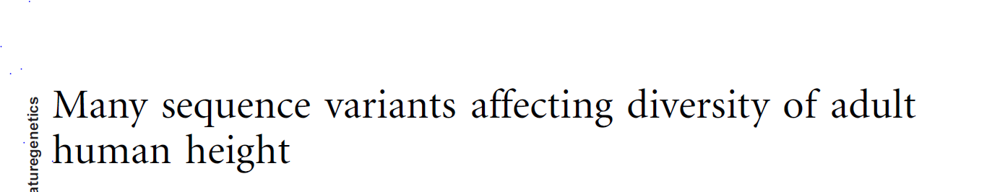 Many sequence variants affecting diversity of adult
human height
aturegenetics